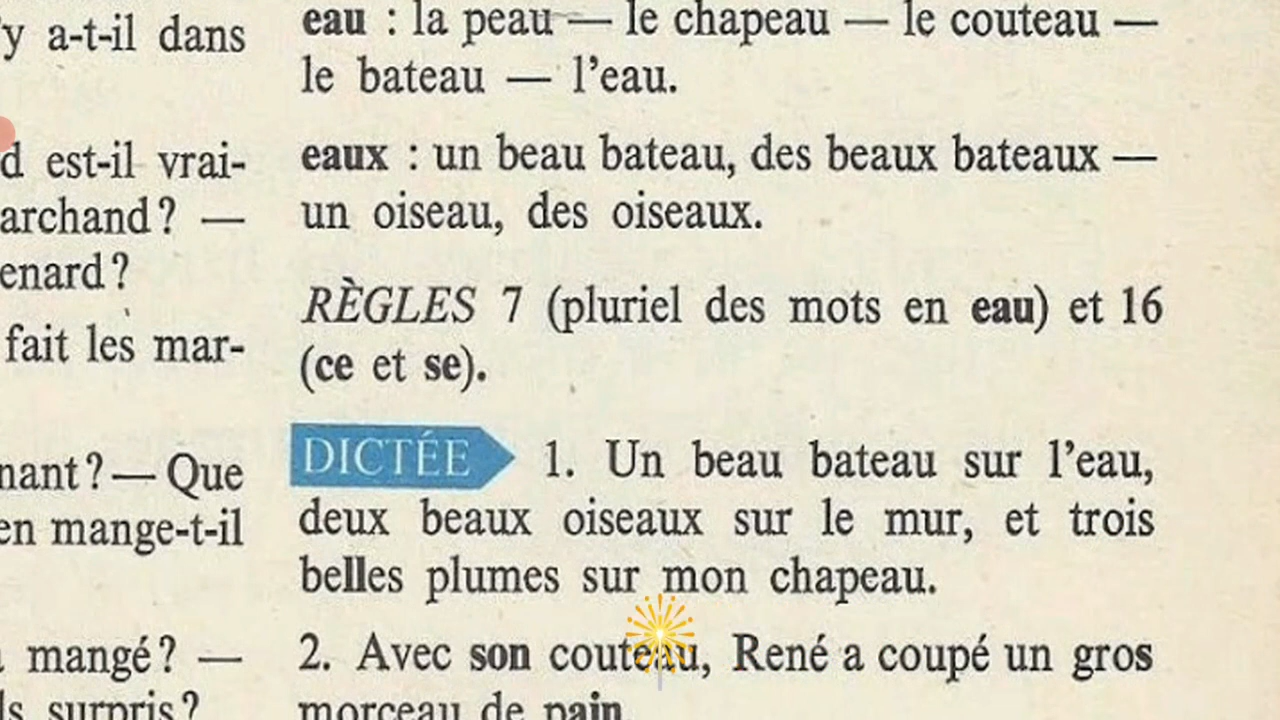 'y a-t-il dans
d est-il vrai-
archand? —
enard?
fait les mar-
nant? — Que
en mange-t-il
mangé? —
ls surpris?
eau : la peau — le chapeau — le couteau —
le bateau — l'eau.
eaux : un beau bateau, des beaux bateaux —
un oiseau, des oiseaux.
RÈGLES 7 (pluriel des mots en eau) et 16
(ce et se).
DICTÉE 1. Un beau bateau sur l'eau,
deux beaux oiseaux sur le mur, et trois
belles plumes sur mon chapeau.
2. Avec son couteau, René a coupé un gros
morceau de pain